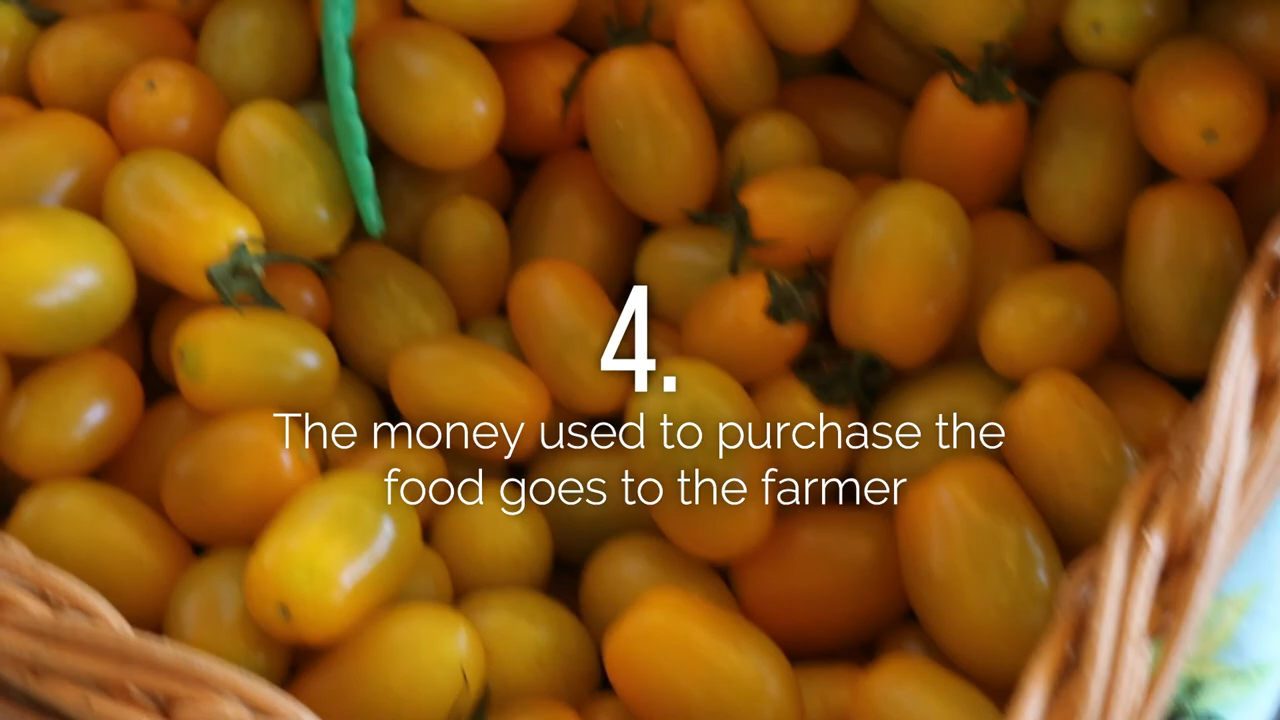 4.
The money used to purchase the
food goes to the farmer